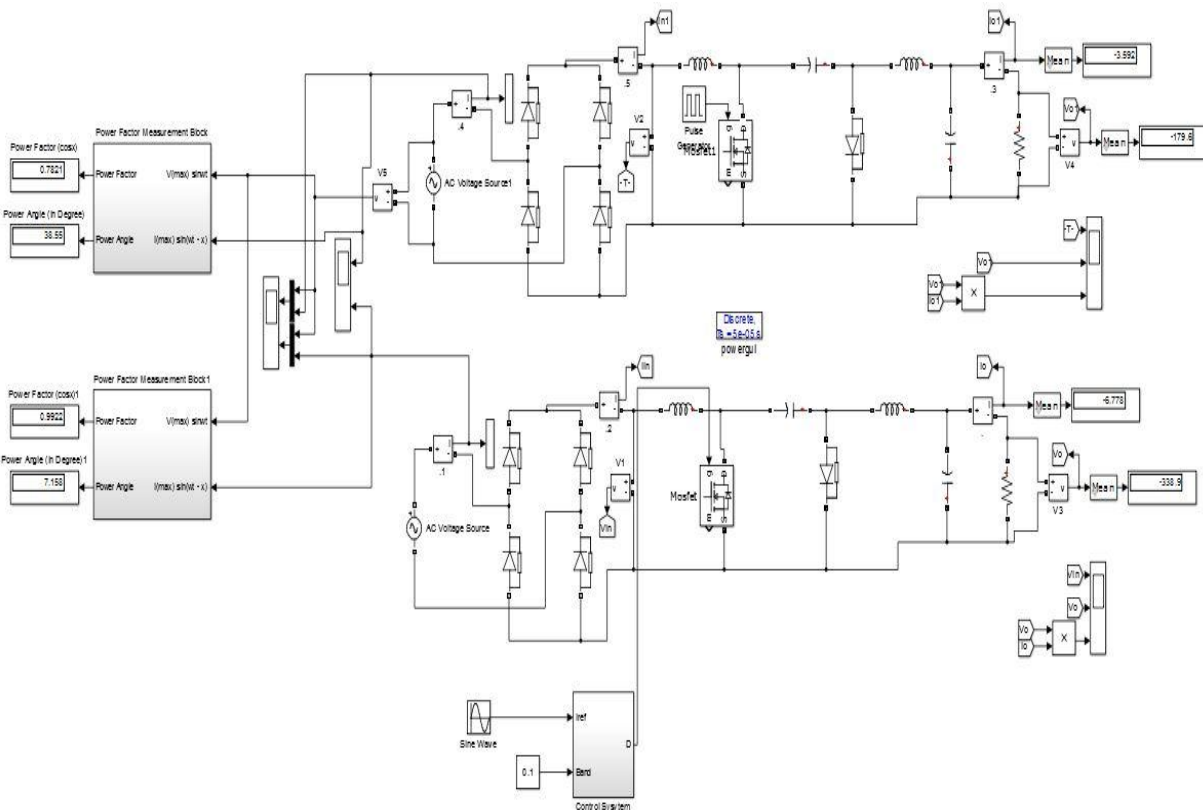 In1
Io1
Mean
-3.592
.5
.3
Power Factor Measurement Block
Power Factor (cosx)
0.7821
Power Factor
V(max) sinwt
Power Angle (in Degree)
38.55
Power Angle
I(max) sin(wt - x)
V5
.4
AC Voltage Source1
V2
-T-
Pulse
Generator
Mosfet1
g
D
m
S
Vo1
V4
Mean
-179.6
-T-
Vo1
Vo1
Io1
X
Discrete,
Ts = 5e-05 s
powergui
Power Factor Measurement Block1
Power Factor (cosx)1
0.9922
Power Factor
V(max) sinwt
Power Angle (in Degree)1
7.158
Power Angle
I(max) sin(wt - x)
Iin
Io
Mean
-6.778
.2
.1
AC Voltage Source
V1
Vin
Mosfet
g
D
m
S
Vo
V3
Mean
-338.9
Vin
Vo
Vo
Io
X
Sine Wave
0.1
Iref
Band
D
Control Sysytem